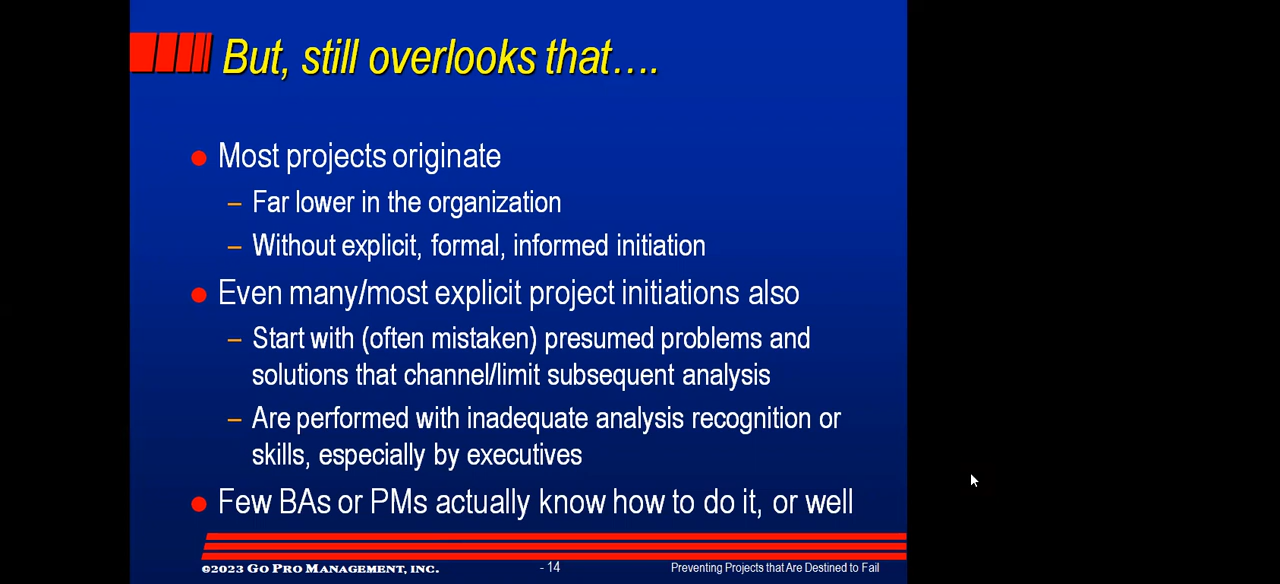 But, still overlooks that….
● Most projects originate
– Far lower in the organization
– Without explicit, formal, informed initiation
● Even many/most explicit project initiations also
– Start with (often mistaken) presumed problems and
solutions that channel/limit subsequent analysis
– Are performed with inadequate analysis recognition or
skills, especially by executives
● Few BAs or PMs actually know how to do it, or well
©2023 GO PRO MANAGEMENT, INC.
- 14
Preventing Projects that Are Destined to Fail